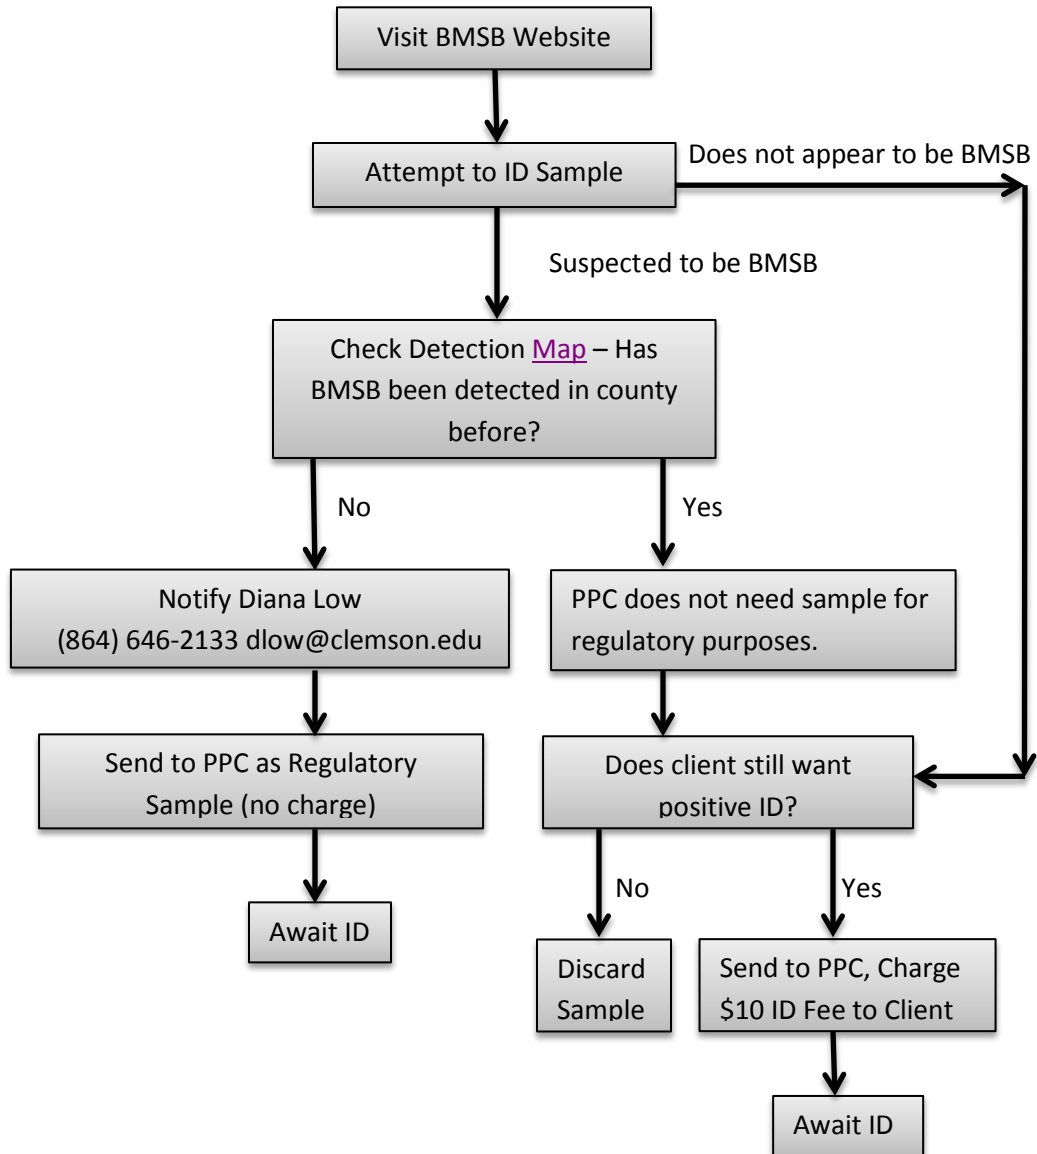 Visit BMSB Website
Attempt to ID Sample
Does not appear to be BMSB
Suspected to be BMSB
Check Detection Map – Has
BMSB been detected in county
before?
No
Yes
Notify Diana Low
(864) 646-2133 dlow@clemson.edu
PPC does not need sample for
regulatory purposes.
Send to PPC as Regulatory
Sample (no charge)
Does client still want
positive ID?
No
Yes
Await ID
Discard
Sample
Send to PPC, Charge
$10 ID Fee to Client
Await ID